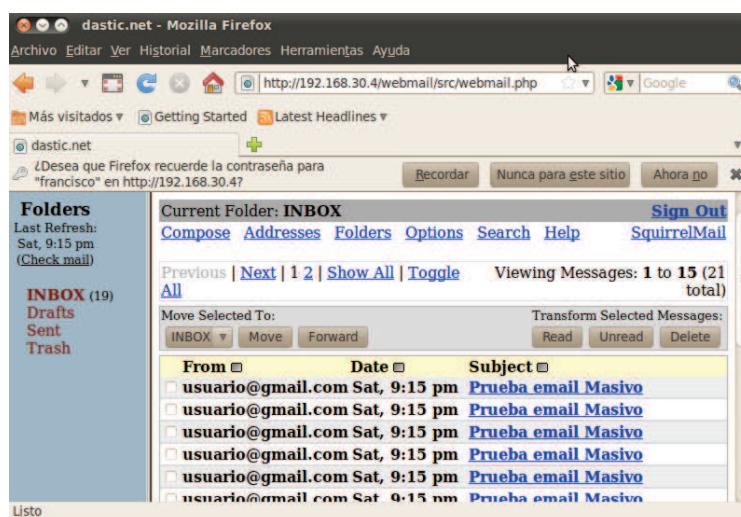 dastic.net - Mozilla Firefox
Archivo Editar Ver Historial Marcadores Herramientas Ayuda
http://192.168.30.4/webmail/src/webmail.php Google
Más visitados Getting Started Latest Headlines
dastic.net
¿Desea que Firefox recuerde la contraseña para "francisco" en http://192.168.30.4? Recordar Nunca para este sitio Ahora no
Folders
Last Refresh:
Sat, 9:15 pm
(Check mail)
INBOX (19)
Drafts
Sent
Trash
Current Folder: INBOX Sign Out
Compose Addresses Folders Options Search Help SquirrelMail
Previous | Next | 1 2 | Show All | Toggle All
Viewing Messages: 1 to 15 (21 total)
Move Selected To: Transform Selected Messages:
INBOX Move Forward Read Unread Delete
From Date Subject
usuario@gmail.com Sat, 9:15 pm Prueba email Masivo
usuario@gmail.com Sat, 9:15 pm Prueba email Masivo
usuario@gmail.com Sat, 9:15 pm Prueba email Masivo
usuario@gmail.com Sat, 9:15 pm Prueba email Masivo
usuario@gmail.com Sat, 9:15 pm Prueba email Masivo
usuario@gmail.com Sat, 9:15 pm Prueba email Masivo
Listo